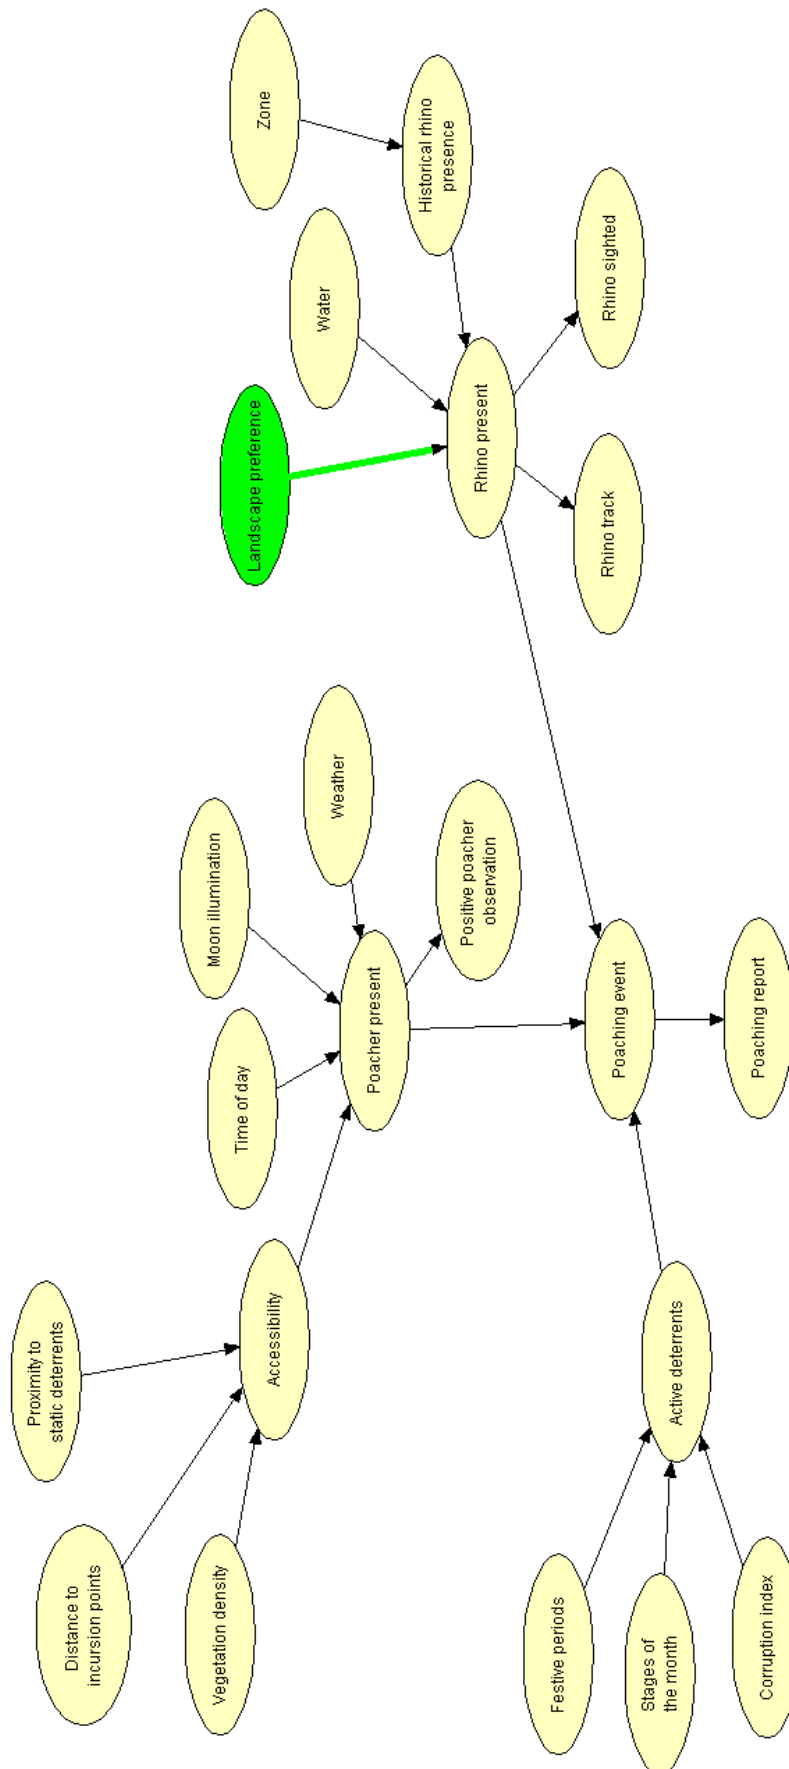 Proximity to
static deterrents
Distance to
incursion points
Moon illumination
Vegetation density
Time of day
Landscape preference
Zone
Accessibility
Water
Weather
Poacher present
Historical rhino
presence
Positive poacher
observation
Rhino present
Festive periods
Rhino track
Rhino sighted
Poaching event
Stages of
the month
Active deterrents
Poaching report
Corruption index